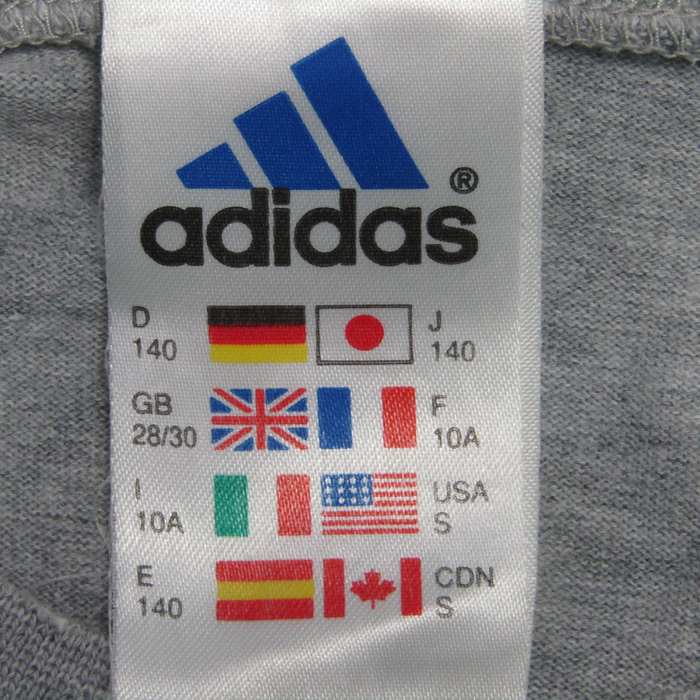 adidas®
D J
140 140
GB F
28/30 10A
I USA
10A S
E CDN
140 S